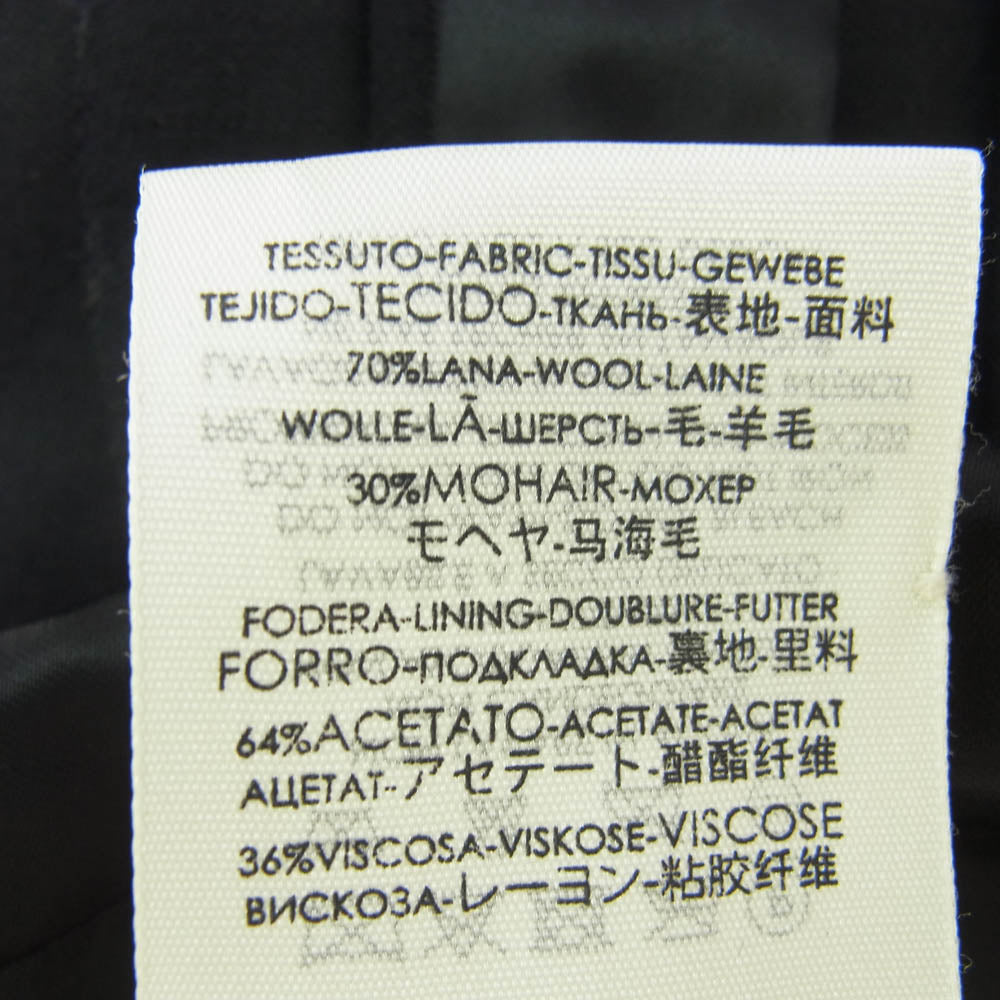 TESSUTO-FABRIC-TISSU-GEWEBE
TEJIDO-TECIDO-ТКАНЬ-表地-面料
70%LANA-WOOL-LAINE
WOLLE-LÃ-ШЕРСТЬ-毛-羊毛
30%MOHAIR-МОХЕР
モヘヤ-马海毛
FODERA-LINING-DOUBLURE-FUTTER
FORRO-ПОДКЛАДКА-裏地-里料
64%ACETATO-ACETATE-ACETAT
АЦЕТАТ-アセテート-醋酯纤维
36%VISCOSA-VISKOSE-VISCOSE
ВИСКОЗА-レーヨン-粘胶纤维